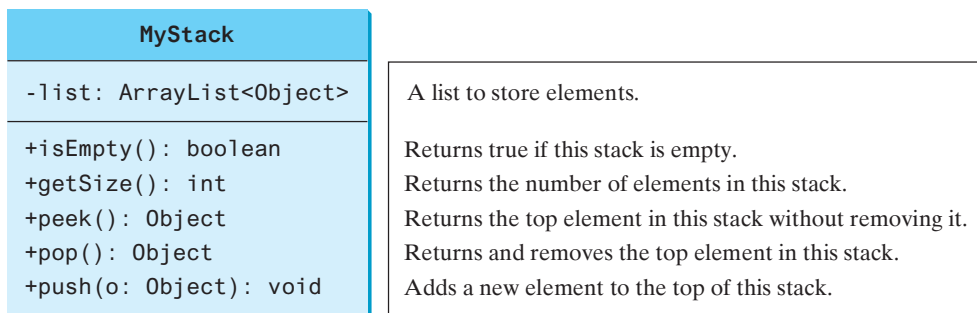 MyStack
-list: ArrayList<Object>
A list to store elements.
+isEmpty(): boolean
Returns true if this stack is empty.
+getSize(): int
Returns the number of elements in this stack.
+peek(): Object
Returns the top element in this stack without removing it.
+pop(): Object
Returns and removes the top element in this stack.
+push(o: Object): void
Adds a new element to the top of this stack.